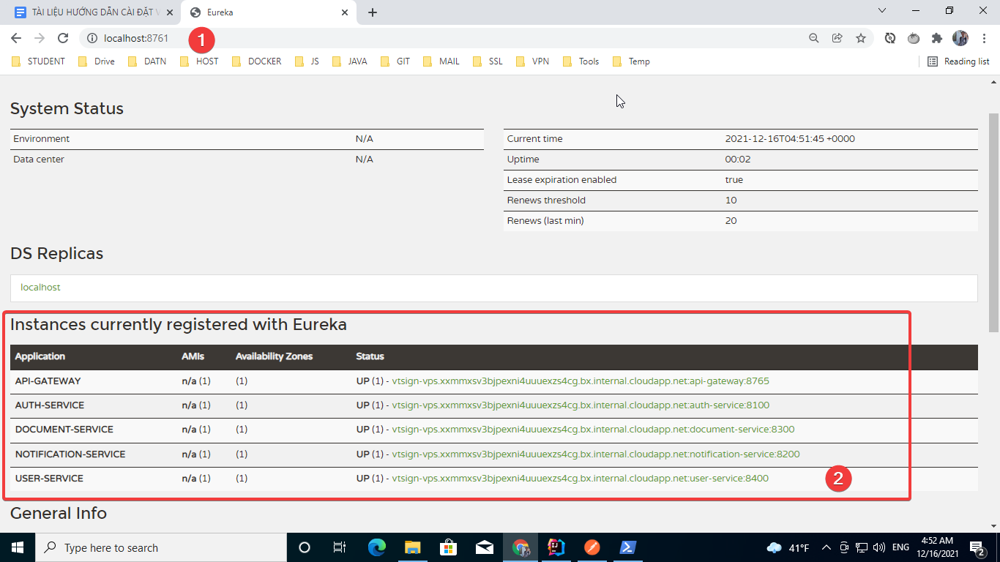 TÀI LIỆU HƯỚNG DẪN CÀI ĐẶT
Eureka
localhost:8761
1
STUDENT Drive DATN HOST DOCKER JS JAVA GIT MAIL SSL VPN Tools Temp Reading list
System Status
Environment N/A
Data center N/A
Current time 2021-12-16T04:51:45 +0000
Uptime 00:02
Lease expiration enabled true
Renews threshold 10
Renews (last min) 20
DS Replicas
localhost
Instances currently registered with Eureka
Application AMIs Availability Zones Status
API-GATEWAY n/a (1) (1) UP (1) - vtsign-vps.xxmmxsv3bjpexni4uuuexzs4cg.bx.internal.cloudapp.net:api-gateway:8765
AUTH-SERVICE n/a (1) (1) UP (1) - vtsign-vps.xxmmxsv3bjpexni4uuuexzs4cg.bx.internal.cloudapp.net:auth-service:8100
DOCUMENT-SERVICE n/a (1) (1) UP (1) - vtsign-vps.xxmmxsv3bjpexni4uuuexzs4cg.bx.internal.cloudapp.net:document-service:8300
NOTIFICATION-SERVICE n/a (1) (1) UP (1) - vtsign-vps.xxmmxsv3bjpexni4uuuexzs4cg.bx.internal.cloudapp.net:notification-service:8200
USER-SERVICE n/a (1) (1) UP (1) - vtsign-vps.xxmmxsv3bjpexni4uuuexzs4cg.bx.internal.cloudapp.net:user-service:8400
2
General Info
Type here to search
41°F
ENG
4:52 AM
12/16/2021
2